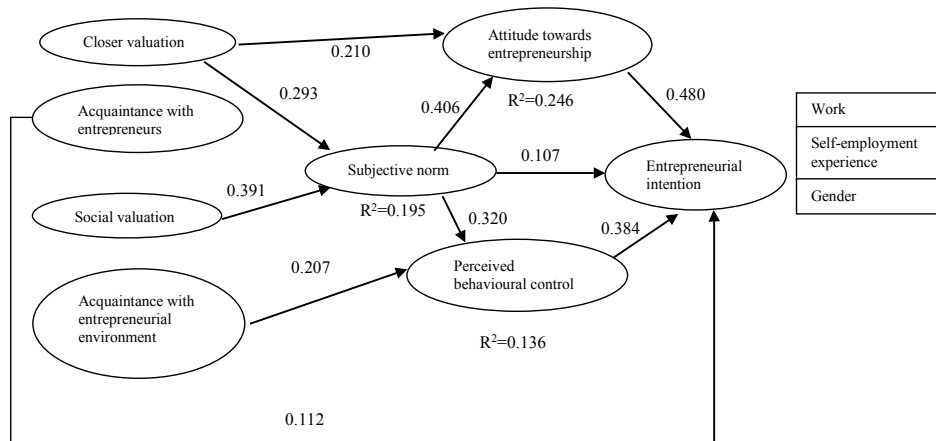 Closer valuation
0.210
Attitude towards
entrepreneurship
R²=0.246
0.293
0.406
0.480
Acquaintance with
entrepreneurs
Work
Self-employment
experience
Gender
Subjective norm
0.107
Entrepreneurial
intention
0.391
Social valuation
R²=0.195
0.320
0.384
0.207
Perceived
behavioural control
Acquaintance with
entrepreneurial
environment
R²=0.136
0.112